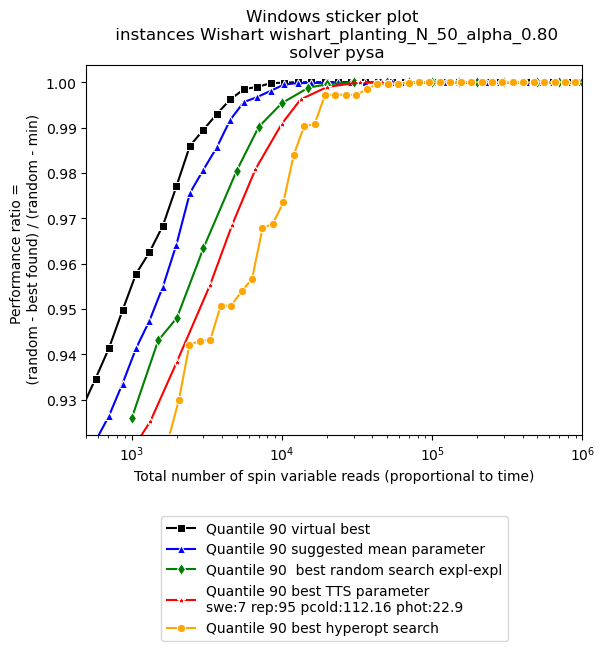 Windows sticker plot
instances Wishart wishart_planting_N_50_alpha_0.80
solver pysa
Performance ratio =
(random - best found) / (random - min)
1.00
0.99
0.98
0.97
0.96
0.95
0.94
0.93
10³
10⁴
10⁵
10⁶
Total number of spin variable reads (proportional to time)
Quantile 90 virtual best
Quantile 90 suggested mean parameter
Quantile 90  best random search expl-expl
Quantile 90 best TTS parameter
swe:7 rep:95 pcold:112.16 phot:22.9
Quantile 90 best hyperopt search